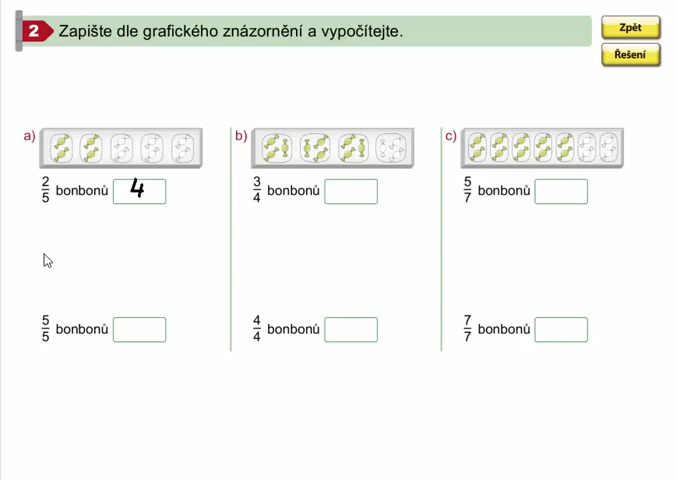 2 Zapište dle grafického znázornění a vypočítejte.
Zpět
Řešení
a)
2/5 bonbonů 4
5/5 bonbonů
b)
3/4 bonbonů
4/4 bonbonů
c)
5/7 bonbonů
7/7 bonbonů